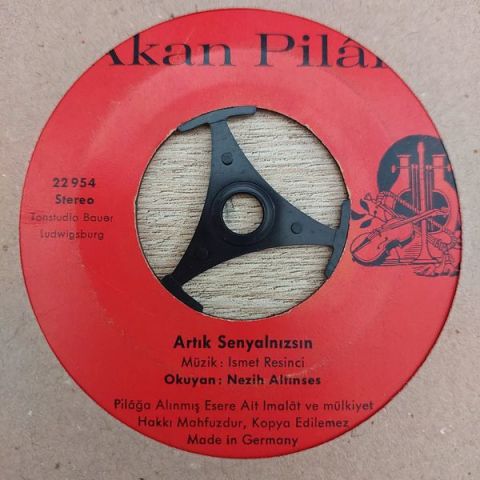 Akan Pilâk
22954
Stereo
Tonstudio Bauer
Ludwigsburg
Artık Senyalnızsın
Müzik: Ismet Resinci
Okuyan: Nezih Altınses
Pilâğa Alınmış Esere Ait Imalât ve mülkiyet
Hakkı Mahfuzdur, Kopya Edilemez
Made in Germany